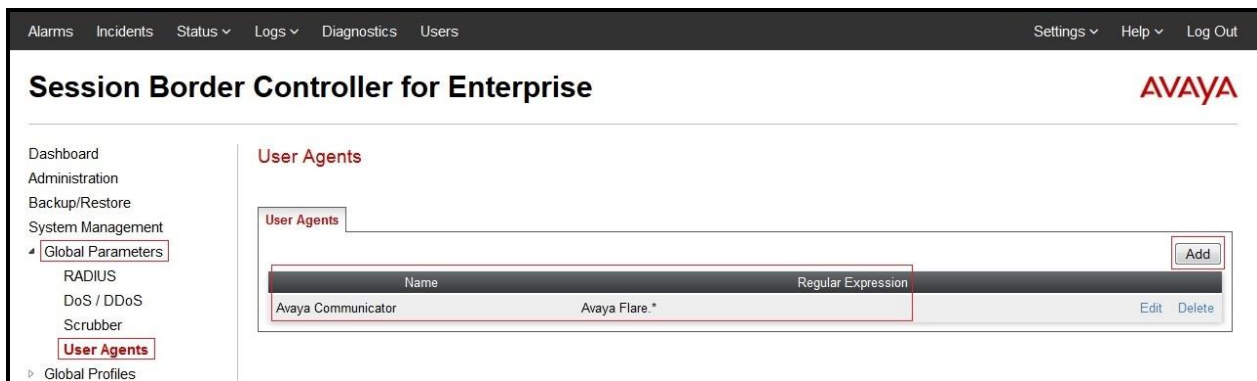 Alarms Incidents Status Logs Diagnostics Users Settings Help Log Out
Session Border Controller for Enterprise
AVAYA
Dashboard
Administration
Backup/Restore
System Management
Global Parameters
RADIUS
DoS / DDoS
Scrubber
User Agents
Global Profiles
User Agents
User Agents
Add
Name Regular Expression
Avaya Communicator Avaya Flare.* Edit Delete